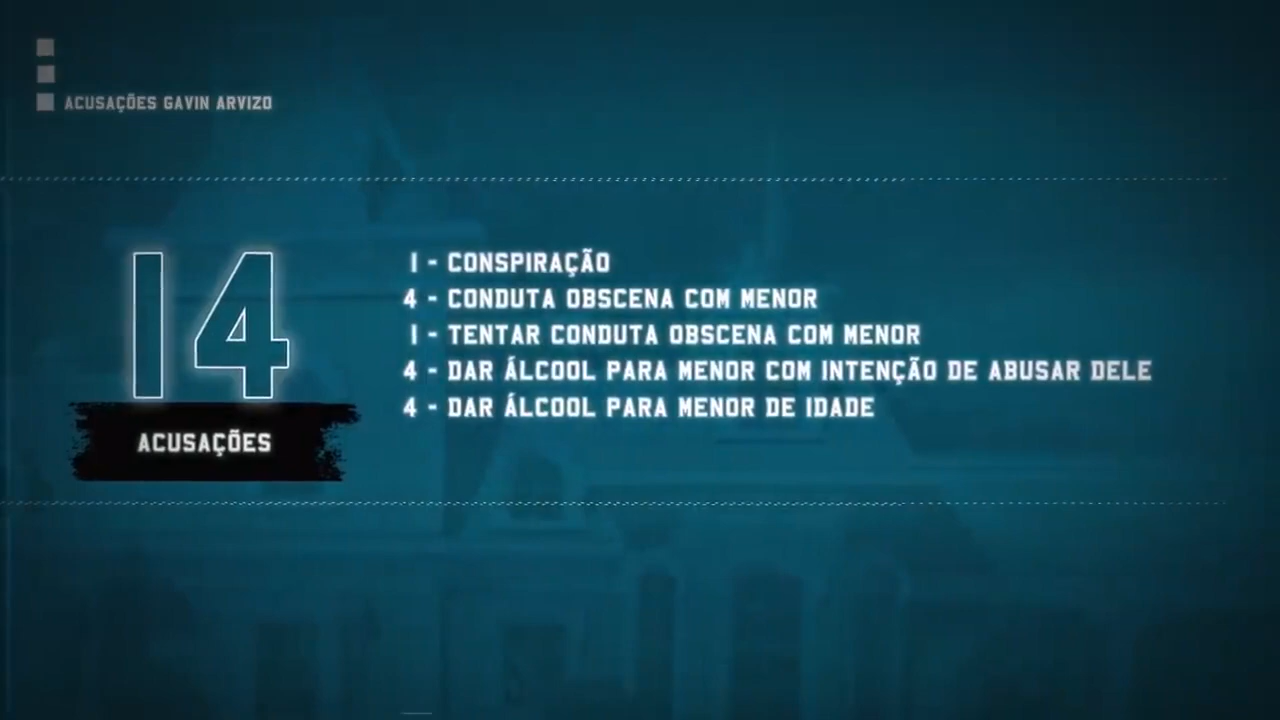 ACUSAÇÕES GAVIN ARVIZO
14
ACUSAÇÕES
1 - CONSPIRAÇÃO
4 - CONDUTA OBSCENA COM MENOR
1 - TENTAR CONDUTA OBSCENA COM MENOR
4 - DAR ÁLCOOL PARA MENOR COM INTENÇÃO DE ABUSAR DELE
4 - DAR ÁLCOOL PARA MENOR DE IDADE